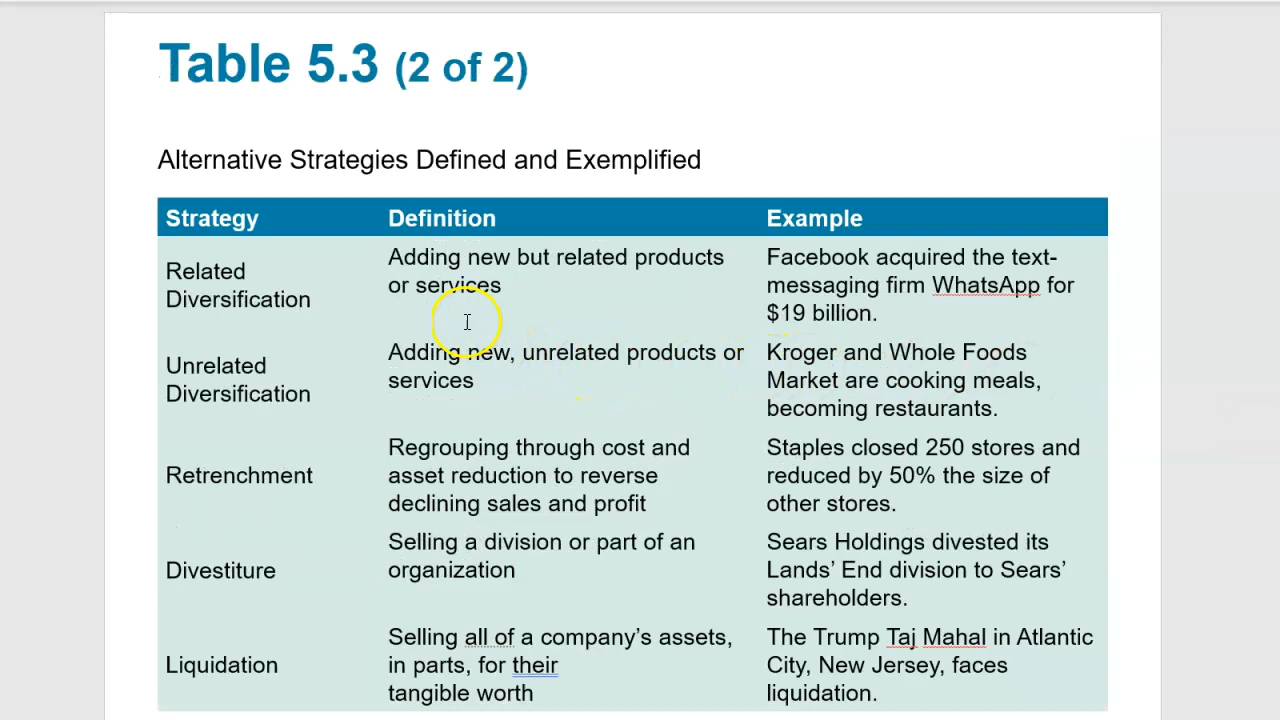 Table 5.3 (2 of 2)
Alternative Strategies Defined and Exemplified
Strategy Definition Example
Related
Diversification
Adding new but related products
or services
Facebook acquired the text-
messaging firm WhatsApp for
$19 billion.
Unrelated
Diversification
Adding new, unrelated products or
services
Kroger and Whole Foods
Market are cooking meals,
becoming restaurants.
Retrenchment
Regrouping through cost and
asset reduction to reverse
declining sales and profit
Staples closed 250 stores and
reduced by 50% the size of
other stores.
Divestiture
Selling a division or part of an
organization
Sears Holdings divested its
Lands’ End division to Sears’
shareholders.
Liquidation
Selling all of a company’s assets,
in parts, for their
tangible worth
The Trump Taj Mahal in Atlantic
City, New Jersey, faces
liquidation.